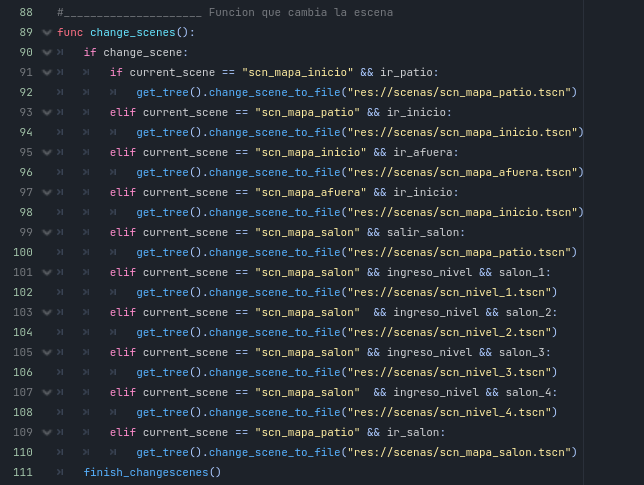 88 #_____________________ Funcion que cambia la escena
89 func change_scenes():
90 if change_scene:
91 if current_scene == "scn_mapa_inicio" && ir_patio:
92 get_tree().change_scene_to_file("res://scenas/scn_mapa_patio.tscn")
93 elif current_scene == "scn_mapa_patio" && ir_inicio:
94 get_tree().change_scene_to_file("res://scenas/scn_mapa_inicio.tscn")
95 elif current_scene == "scn_mapa_inicio" && ir_afuera:
96 get_tree().change_scene_to_file("res://scenas/scn_mapa_afuera.tscn")
97 elif current_scene == "scn_mapa_afuera" && ir_inicio:
98 get_tree().change_scene_to_file("res://scenas/scn_mapa_inicio.tscn")
99 elif current_scene == "scn_mapa_salon" && salir_salon:
100 get_tree().change_scene_to_file("res://scenas/scn_mapa_patio.tscn")
101 elif current_scene == "scn_mapa_salon" && ingreso_nivel && salon_1:
102 get_tree().change_scene_to_file("res://scenas/scn_nivel_1.tscn")
103 elif current_scene == "scn_mapa_salon"  && ingreso_nivel && salon_2:
104 get_tree().change_scene_to_file("res://scenas/scn_nivel_2.tscn")
105 elif current_scene == "scn_mapa_salon" && ingreso_nivel && salon_3:
106 get_tree().change_scene_to_file("res://scenas/scn_nivel_3.tscn")
107 elif current_scene == "scn_mapa_salon"  && ingreso_nivel && salon_4:
108 get_tree().change_scene_to_file("res://scenas/scn_nivel_4.tscn")
109 elif current_scene == "scn_mapa_patio" && ir_salon:
110 get_tree().change_scene_to_file("res://scenas/scn_mapa_salon.tscn")
111 finish_changescenes()